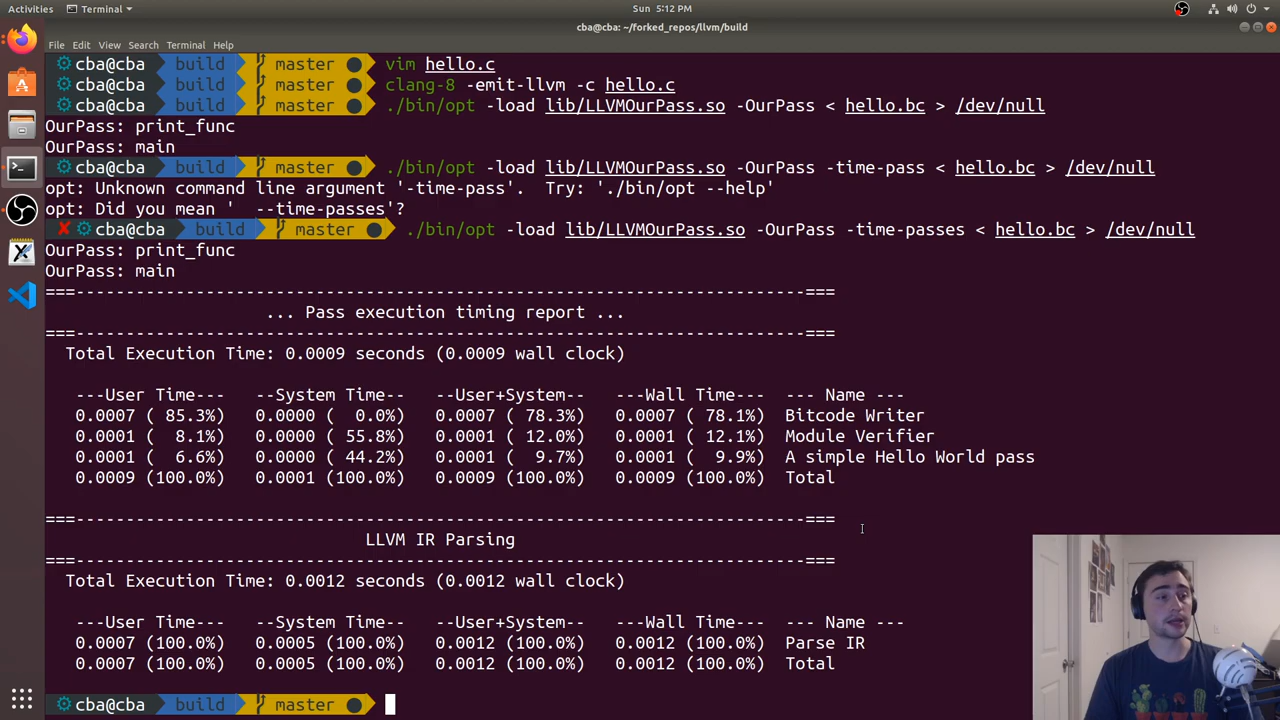 Activities Terminal Sun 5:12 PM
cba@cba: ~/forked_repos/llvm/build
File Edit View Search Terminal Help
cba@cba build master vim hello.c
cba@cba build master clang-8 -emit-llvm -c hello.c
cba@cba build master ./bin/opt -load lib/LLVMOurPass.so -OurPass < hello.bc > /dev/null
OurPass: print_func
OurPass: main
cba@cba build master ./bin/opt -load lib/LLVMOurPass.so -OurPass -time-pass < hello.bc > /dev/null
opt: Unknown command line argument '-time-pass'.  Try: './bin/opt --help'
opt: Did you mean '  --time-passes'?
✘ cba@cba build master ./bin/opt -load lib/LLVMOurPass.so -OurPass -time-passes < hello.bc > /dev/null
OurPass: print_func
OurPass: main
===-------------------------------------------------------------------------===
... Pass execution timing report ...
===-------------------------------------------------------------------------===
Total Execution Time: 0.0009 seconds (0.0009 wall clock)
---User Time--- --System Time-- --User+System-- ---Wall Time--- --- Name ---
0.0007 ( 85.3%) 0.0000 (  0.0%) 0.0007 ( 78.3%) 0.0007 ( 78.1%) Bitcode Writer
0.0001 (  8.1%) 0.0000 ( 55.8%) 0.0001 ( 12.0%) 0.0001 ( 12.1%) Module Verifier
0.0001 (  6.6%) 0.0000 ( 44.2%) 0.0001 (  9.7%) 0.0001 (  9.9%) A simple Hello World pass
0.0009 (100.0%) 0.0001 (100.0%) 0.0009 (100.0%) 0.0009 (100.0%) Total
===-------------------------------------------------------------------------===
LLVM IR Parsing
===-------------------------------------------------------------------------===
Total Execution Time: 0.0012 seconds (0.0012 wall clock)
---User Time--- --System Time-- --User+System-- ---Wall Time--- --- Name ---
0.0007 (100.0%) 0.0005 (100.0%) 0.0012 (100.0%) 0.0012 (100.0%) Parse IR
0.0007 (100.0%) 0.0005 (100.0%) 0.0012 (100.0%) 0.0012 (100.0%) Total
cba@cba build master